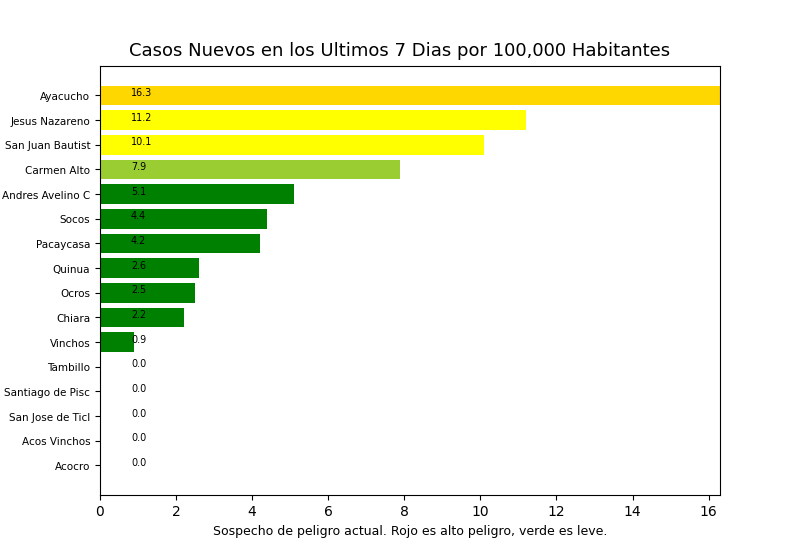 Casos Nuevos en los Ultimos 7 Dias por 100,000 Habitantes
Ayacucho 16.3
Jesus Nazareno 11.2
San Juan Bautist 10.1
Carmen Alto 7.9
Andres Avelino C 5.1
Socos 4.4
Pacaycasa 4.2
Quinua 2.6
Ocros 2.5
Chiara 2.2
Vinchos 0.9
Tambillo 0.0
Santiago de Pisc 0.0
San Jose de Ticl 0.0
Acos Vinchos 0.0
Acocro 0.0
0 2 4 6 8 10 12 14 16
Sospecho de peligro actual. Rojo es alto peligro, verde es leve.